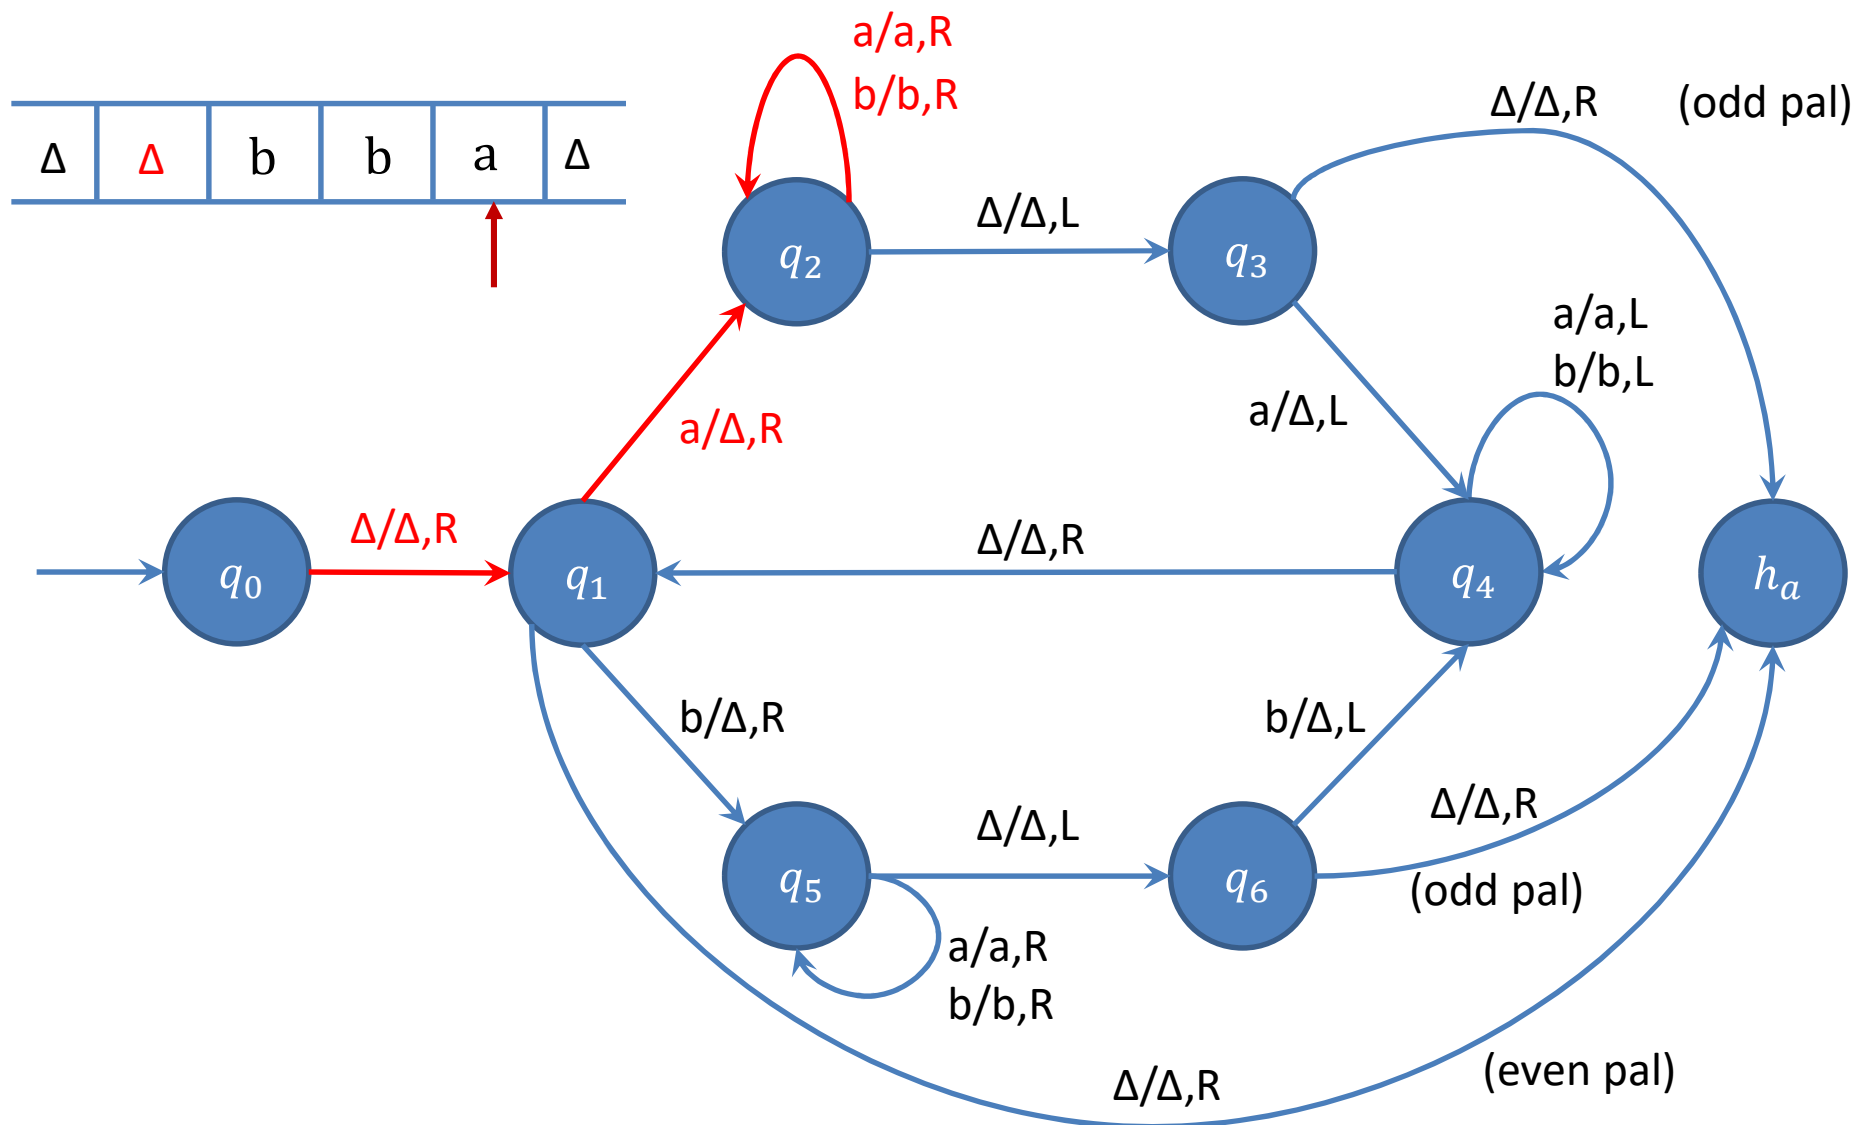 a/a,R
b/b,R
Δ/Δ,R
(odd pal)
Δ Δ b b a Δ
Δ/Δ,L
q₂
q₃
a/a,L
b/b,L
a/Δ,R
a/Δ,L
Δ/Δ,R
Δ/Δ,R
q₀
q₁
q₄
hₐ
b/Δ,R
b/Δ,L
Δ/Δ,L
Δ/Δ,R
q₅
q₆
(odd pal)
a/a,R
b/b,R
Δ/Δ,R
(even pal)